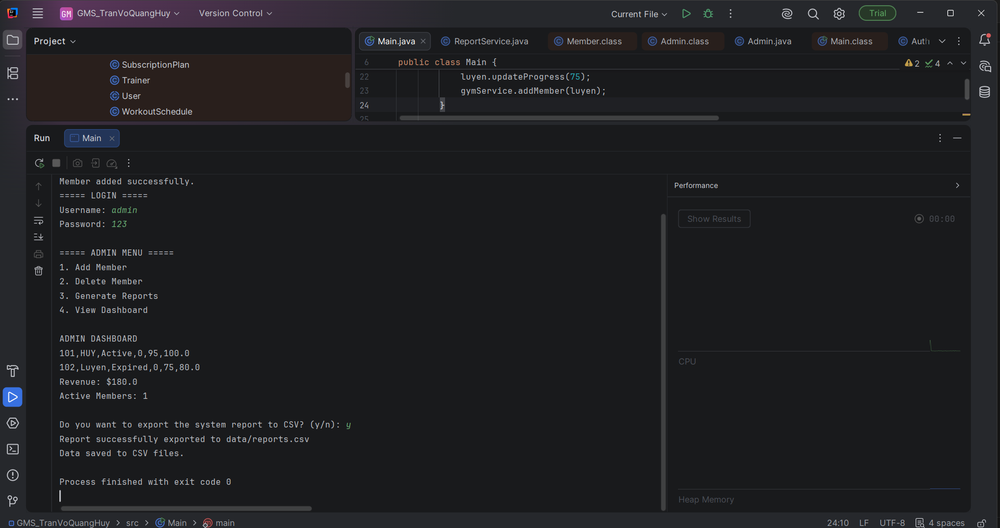 GM GMS_TranVoQuangHuy Version Control Current File Trial
Project
SubscriptionPlan
Trainer
User
WorkoutSchedule
Main.java ReportService.java Member.class Admin.class Admin.java Main.class Auth
6 public class Main { 2 4
22 luyen.updateProgress(75);
23 gymService.addMember(luyen);
24 }
25
Run Main
Member added successfully.
===== LOGIN =====
Username: admin
Password: 123
===== ADMIN MENU =====
1. Add Member
2. Delete Member
3. Generate Reports
4. View Dashboard
ADMIN DASHBOARD
101,HUY,Active,0,95,100.0
102,Luyen,Expired,0,75,80.0
Revenue: $180.0
Active Members: 1
Do you want to export the system report to CSV? (y/n): y
Report successfully exported to data/reports.csv
Data saved to CSV files.
Process finished with exit code 0
Performance
Show Results 00:00
CPU
Heap Memory
GMS_TranVoQuangHuy > src > Main > main 24:10 LF UTF-8 4 spaces